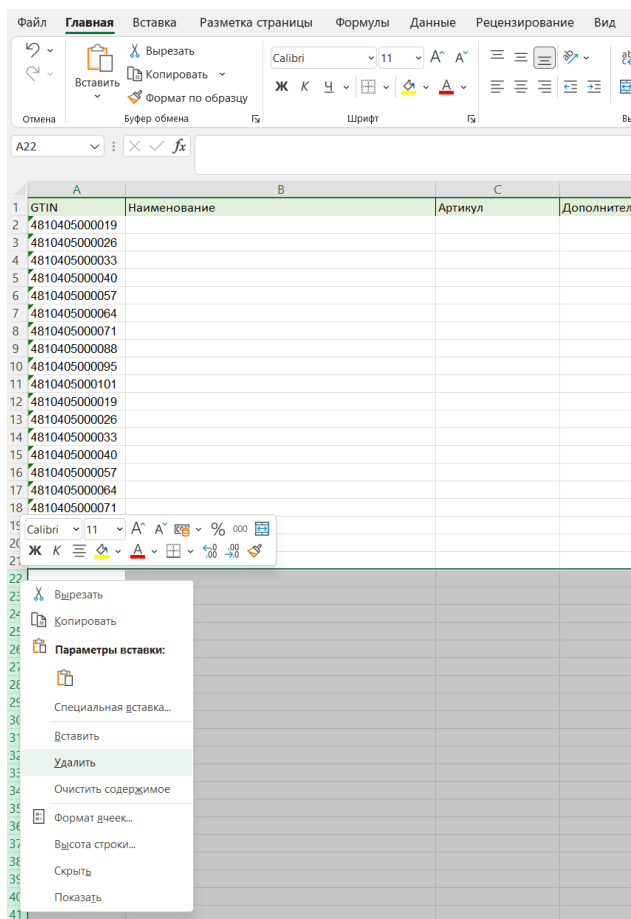 Файл Главная Вставка Разметка страницы Формулы Данные Рецензирование Вид
Вырезать
Копировать
Вставить
Формат по образцу
Calibri 11
Ж К Ч
Отмена Буфер обмена Шрифт
A22 fx
A B C
1 GTIN Наименование Артикул Дополнител
2 4810405000019
3 4810405000026
4 4810405000033
5 4810405000040
6 4810405000057
7 4810405000064
8 4810405000071
9 4810405000088
10 4810405000095
11 4810405000101
12 4810405000019
13 4810405000026
14 4810405000033
15 4810405000040
16 4810405000057
17 4810405000064
18 4810405000071
Calibri 11 % 000
Ж К
22
Вырезать
Копировать
Параметры вставки:
Специальная вставка...
Вставить
Удалить
Очистить содержимое
Формат ячеек...
Высота строки...
Скрыть
Показать
41